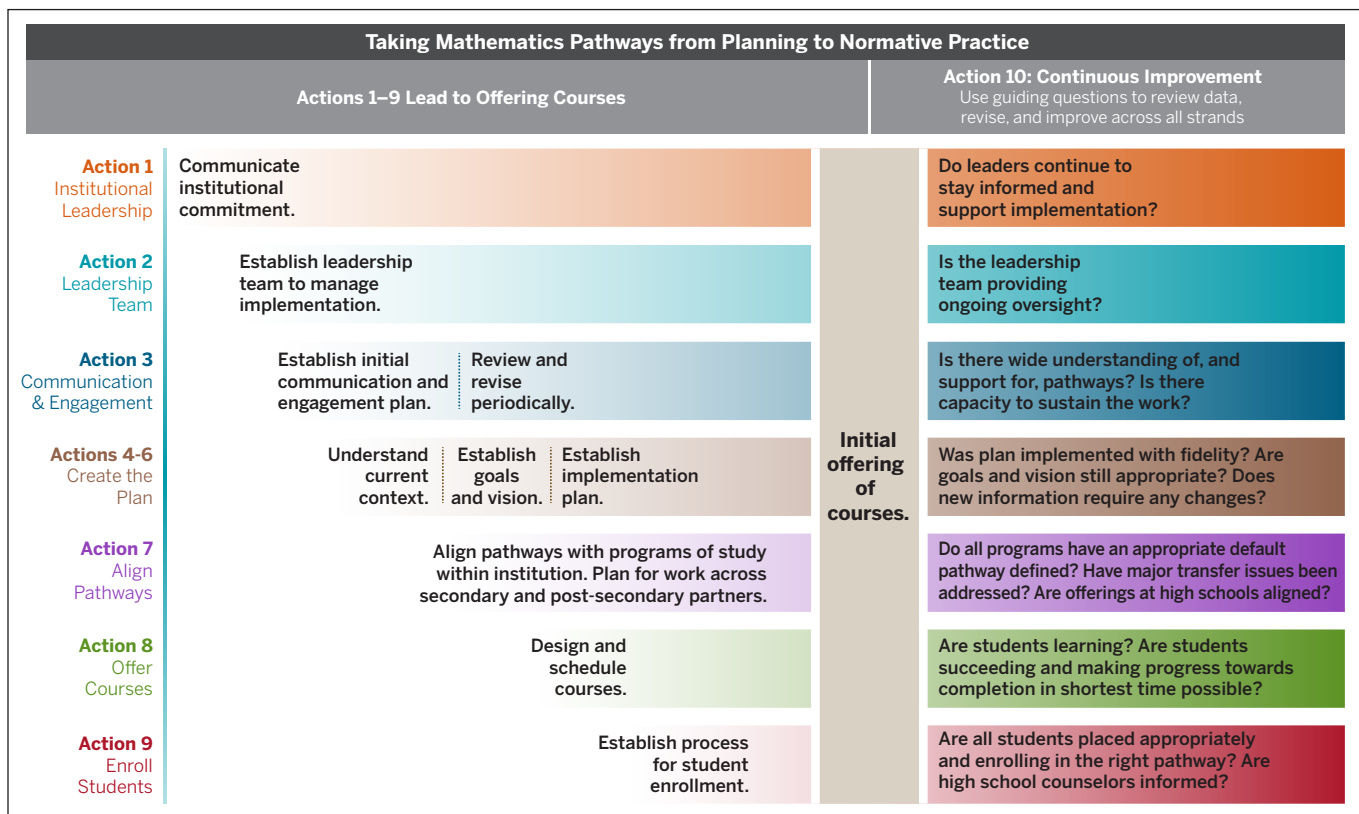 Taking Mathematics Pathways from Planning to Normative Practice
Actions 1–9 Lead to Offering Courses
Action 10: Continuous Improvement
Use guiding questions to review data,
revise, and improve across all strands
Action 1
Institutional
Leadership
Communicate
institutional
commitment.
Do leaders continue to
stay informed and
support implementation?
Action 2
Leadership
Team
Establish leadership
team to manage
implementation.
Is the leadership
team providing
ongoing oversight?
Action 3
Communication
& Engagement
Establish initial
communication and
engagement plan.
Review and
revise
periodically.
Is there wide understanding of, and
support for, pathways? Is there
capacity to sustain the work?
Actions 4-6
Create the
Plan
Understand
current
context.
Establish
goals
and vision.
Establish
implementation
plan.
Initial
offering
of
courses.
Was plan implemented with fidelity? Are
goals and vision still appropriate? Does
new information require any changes?
Action 7
Align
Pathways
Align pathways with programs of study
within institution. Plan for work across
secondary and post-secondary partners.
Do all programs have an appropriate default
pathway defined? Have major transfer issues been
addressed? Are offerings at high schools aligned?
Action 8
Offer
Courses
Design and
schedule
courses.
Are students learning? Are students
succeeding and making progress towards
completion in shortest time possible?
Action 9
Enroll
Students
Establish process
for student
enrollment.
Are all students placed appropriately
and enrolling in the right pathway? Are
high school counselors informed?